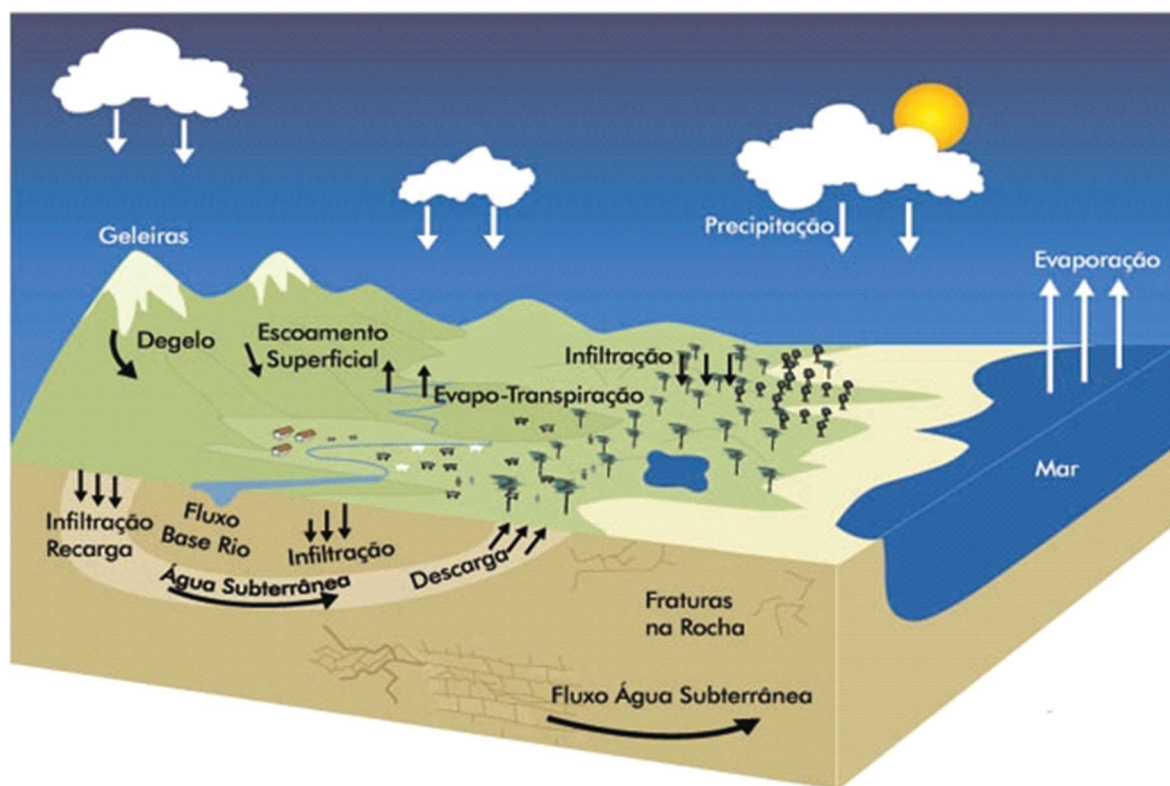 Geleiras
Precipitação
Evaporação
Degelo
Escoamento
Superficial
Infiltração
Evapo-Transpiração
Mar
Infiltração
Recarga
Fluxo
Base Rio
Infiltração
Água Subterrânea
Descarga
Fraturas
na Rocha
Fluxo Água Subterrânea